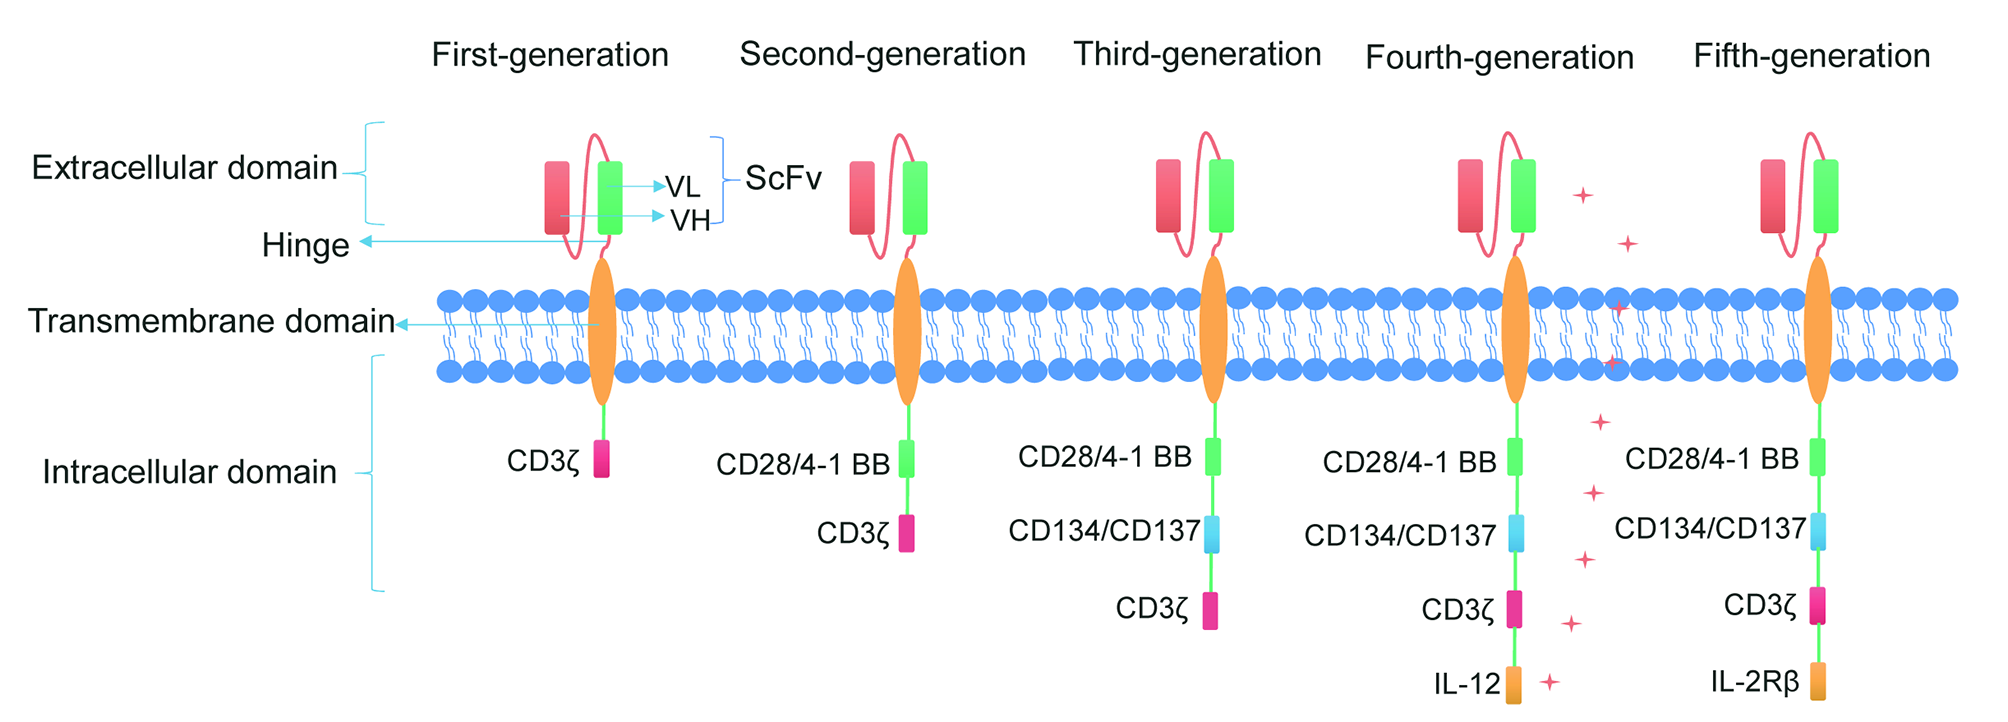 First-generation
Second-generation
Third-generation
Fourth-generation
Fifth-generation
Extracellular domain
VL
VH
ScFv
Hinge
Transmembrane domain
Intracellular domain
CD3ζ
CD28/4-1 BB
CD3ζ
CD28/4-1 BB
CD134/CD137
CD3ζ
CD28/4-1 BB
CD134/CD137
CD3ζ
IL-12
CD28/4-1 BB
CD134/CD137
CD3ζ
IL-2Rβ